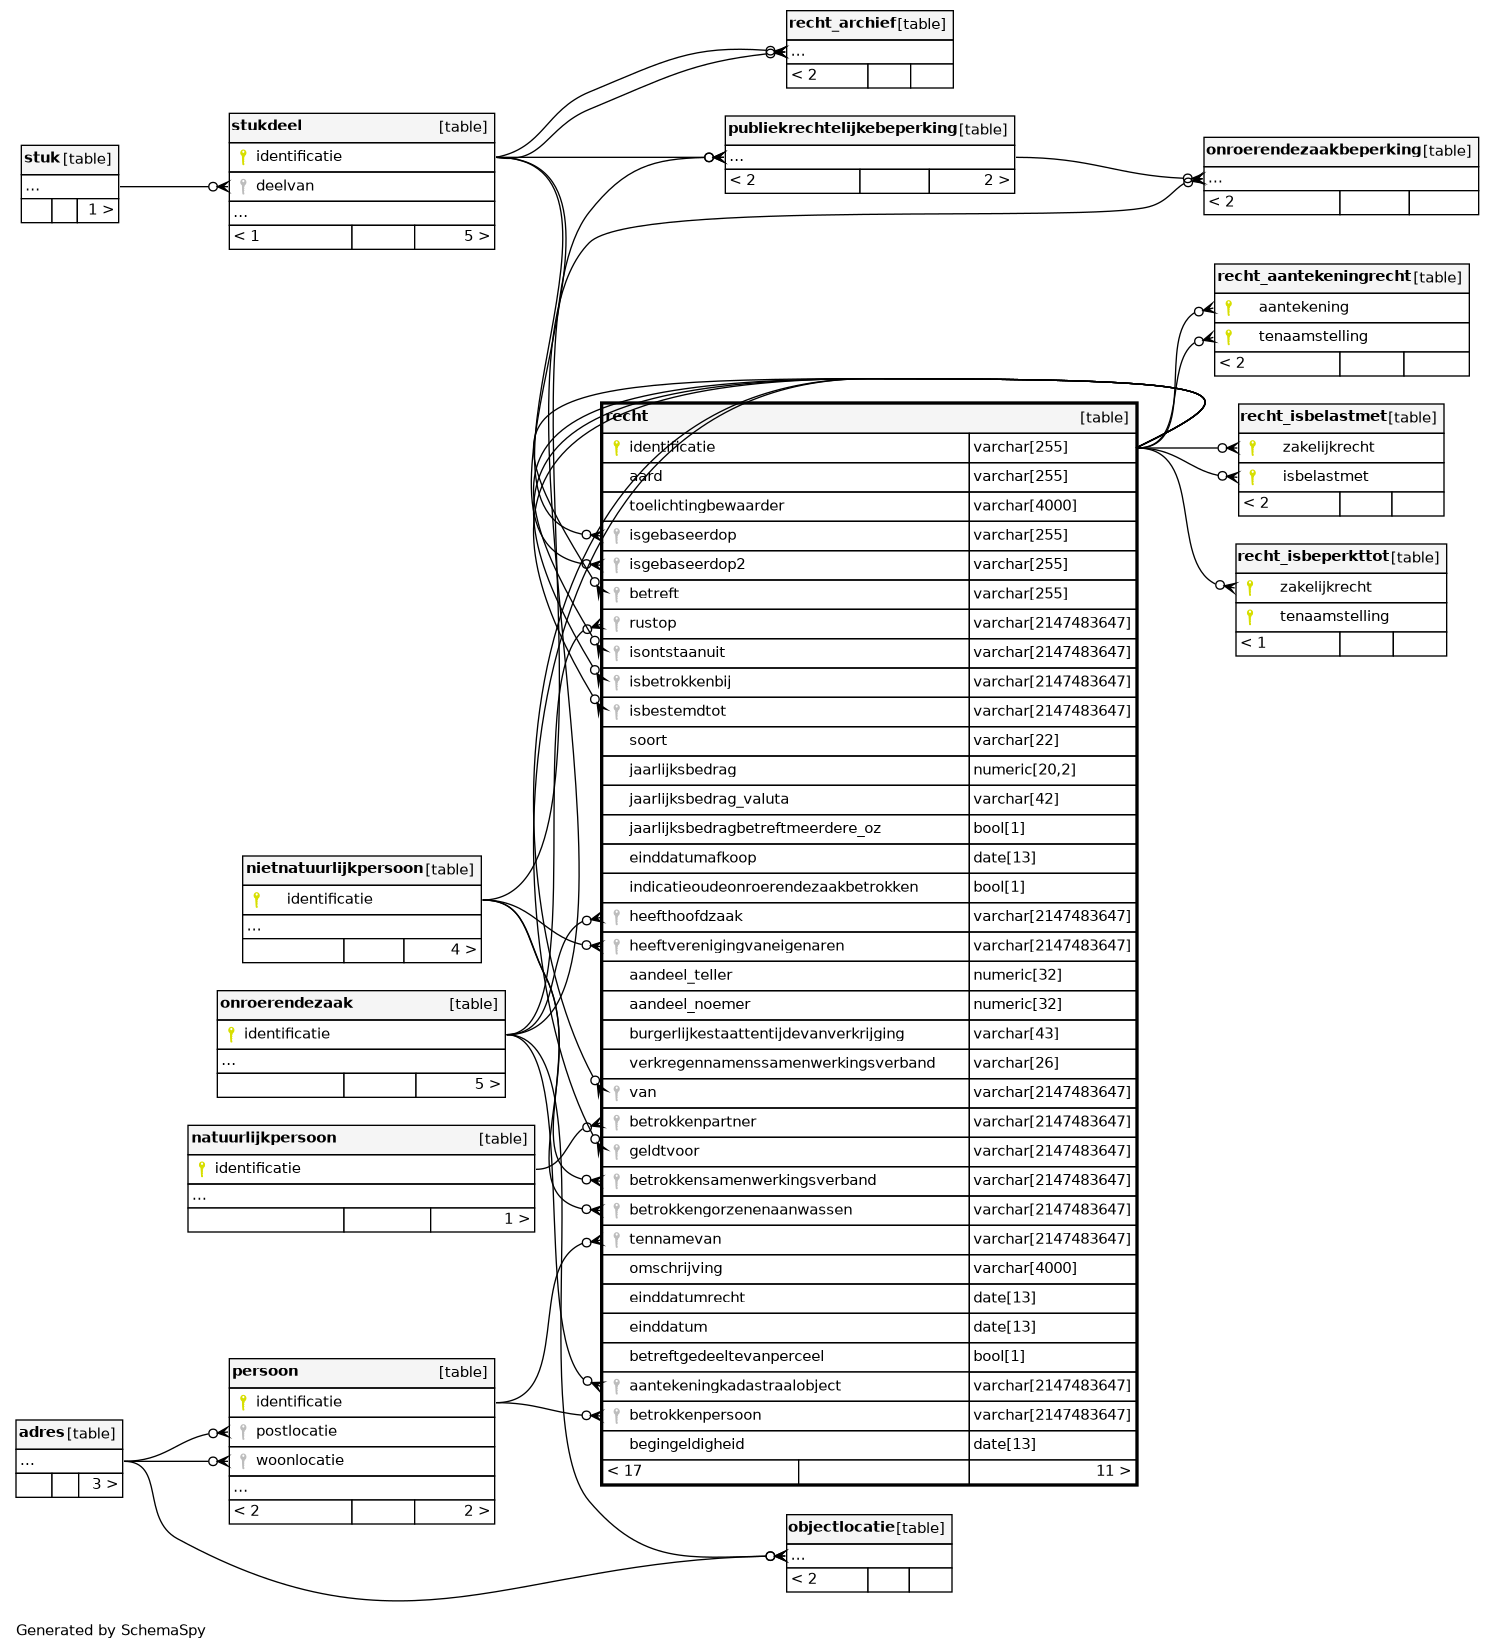 recht_archief [table]
...
< 2
stuk [table]
...
1 >
stukdeel [table]
identificatie
deelvan
...
< 1 5 >
publiekrechtelijkebeperking [table]
...
< 2 2 >
onroerendezaakbeperking [table]
...
< 2
recht_aantekeningrecht [table]
aantekening
tenaamstelling
< 2
recht_isbelastmet [table]
zakelijkrecht
isbelastmet
< 2
recht_isbeperkttot [table]
zakelijkrecht
tenaamstelling
< 1
recht [table]
identificatie varchar[255]
aard varchar[255]
toelichtingbewaarder varchar[4000]
isgebaseerdop varchar[255]
isgebaseerdop2 varchar[255]
betreft varchar[255]
rustop varchar[2147483647]
isontstaanuit varchar[2147483647]
isbetrokkenbij varchar[2147483647]
isbestemdtot varchar[2147483647]
soort varchar[22]
jaarlijksbedrag numeric[20,2]
jaarlijksbedrag_valuta varchar[42]
jaarlijksbedragbetreftmeerdere_oz bool[1]
einddatumafkoop date[13]
indicatieoudeonroerendezaakbetrokken bool[1]
heefthoofdzaak varchar[2147483647]
heeftverenigingvaneigenaren varchar[2147483647]
aandeel_teller numeric[32]
aandeel_noemer numeric[32]
burgerlijkestaattentijdevanverkrijging varchar[43]
verkregennamenssamenwerkingsverband varchar[26]
van varchar[2147483647]
betrokkenpartner varchar[2147483647]
geldtvoor varchar[2147483647]
betrokkensamenwerkingsverband varchar[2147483647]
betrokkengorzenenaanwassen varchar[2147483647]
tennamevan varchar[2147483647]
omschrijving varchar[4000]
einddatumrecht date[13]
einddatum date[13]
betreftgedeeltevanperceel bool[1]
aantekeningkadastraalobject varchar[2147483647]
betrokkenpersoon varchar[2147483647]
begingeldigheid date[13]
< 17 11 >
nietnatuurlijkpersoon [table]
identificatie
...
4 >
onroerendezaak [table]
identificatie
...
5 >
natuurlijkpersoon [table]
identificatie
...
1 >
persoon [table]
identificatie
postlocatie
woonlocatie
...
< 2 2 >
adres [table]
...
3 >
objectlocatie [table]
...
< 2
Generated by SchemaSpy